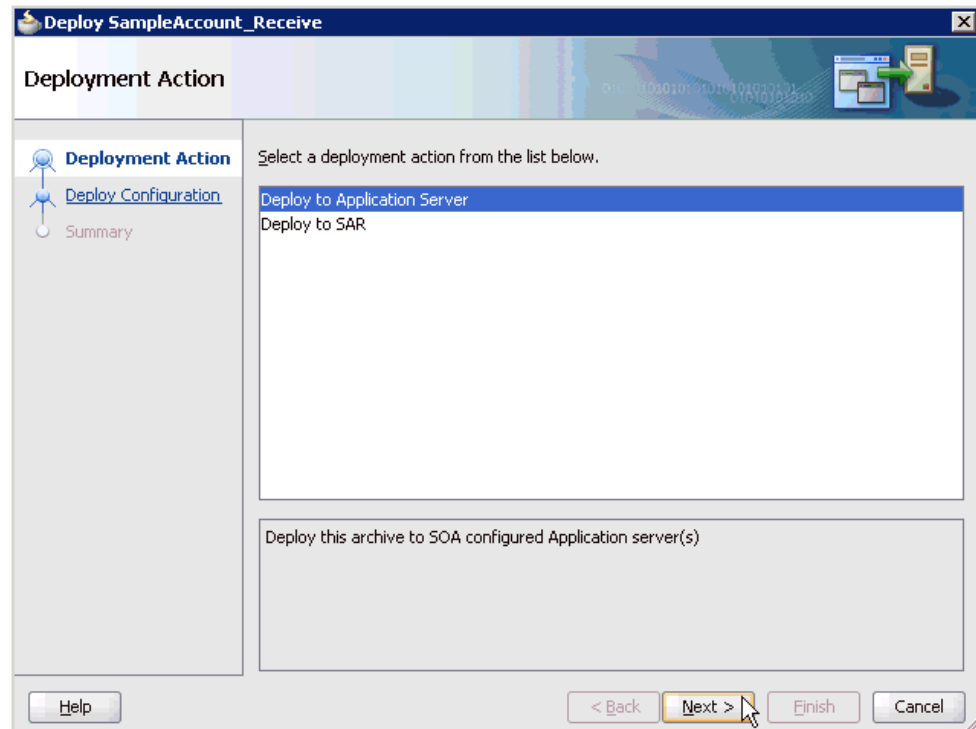 Deploy SampleAccount_Receive
Deployment Action
Deployment Action
Deploy Configuration
Summary
Select a deployment action from the list below.
Deploy to Application Server
Deploy to SAR
Deploy this archive to SOA configured Application server(s)
Help
< Back
Next >
Finish
Cancel